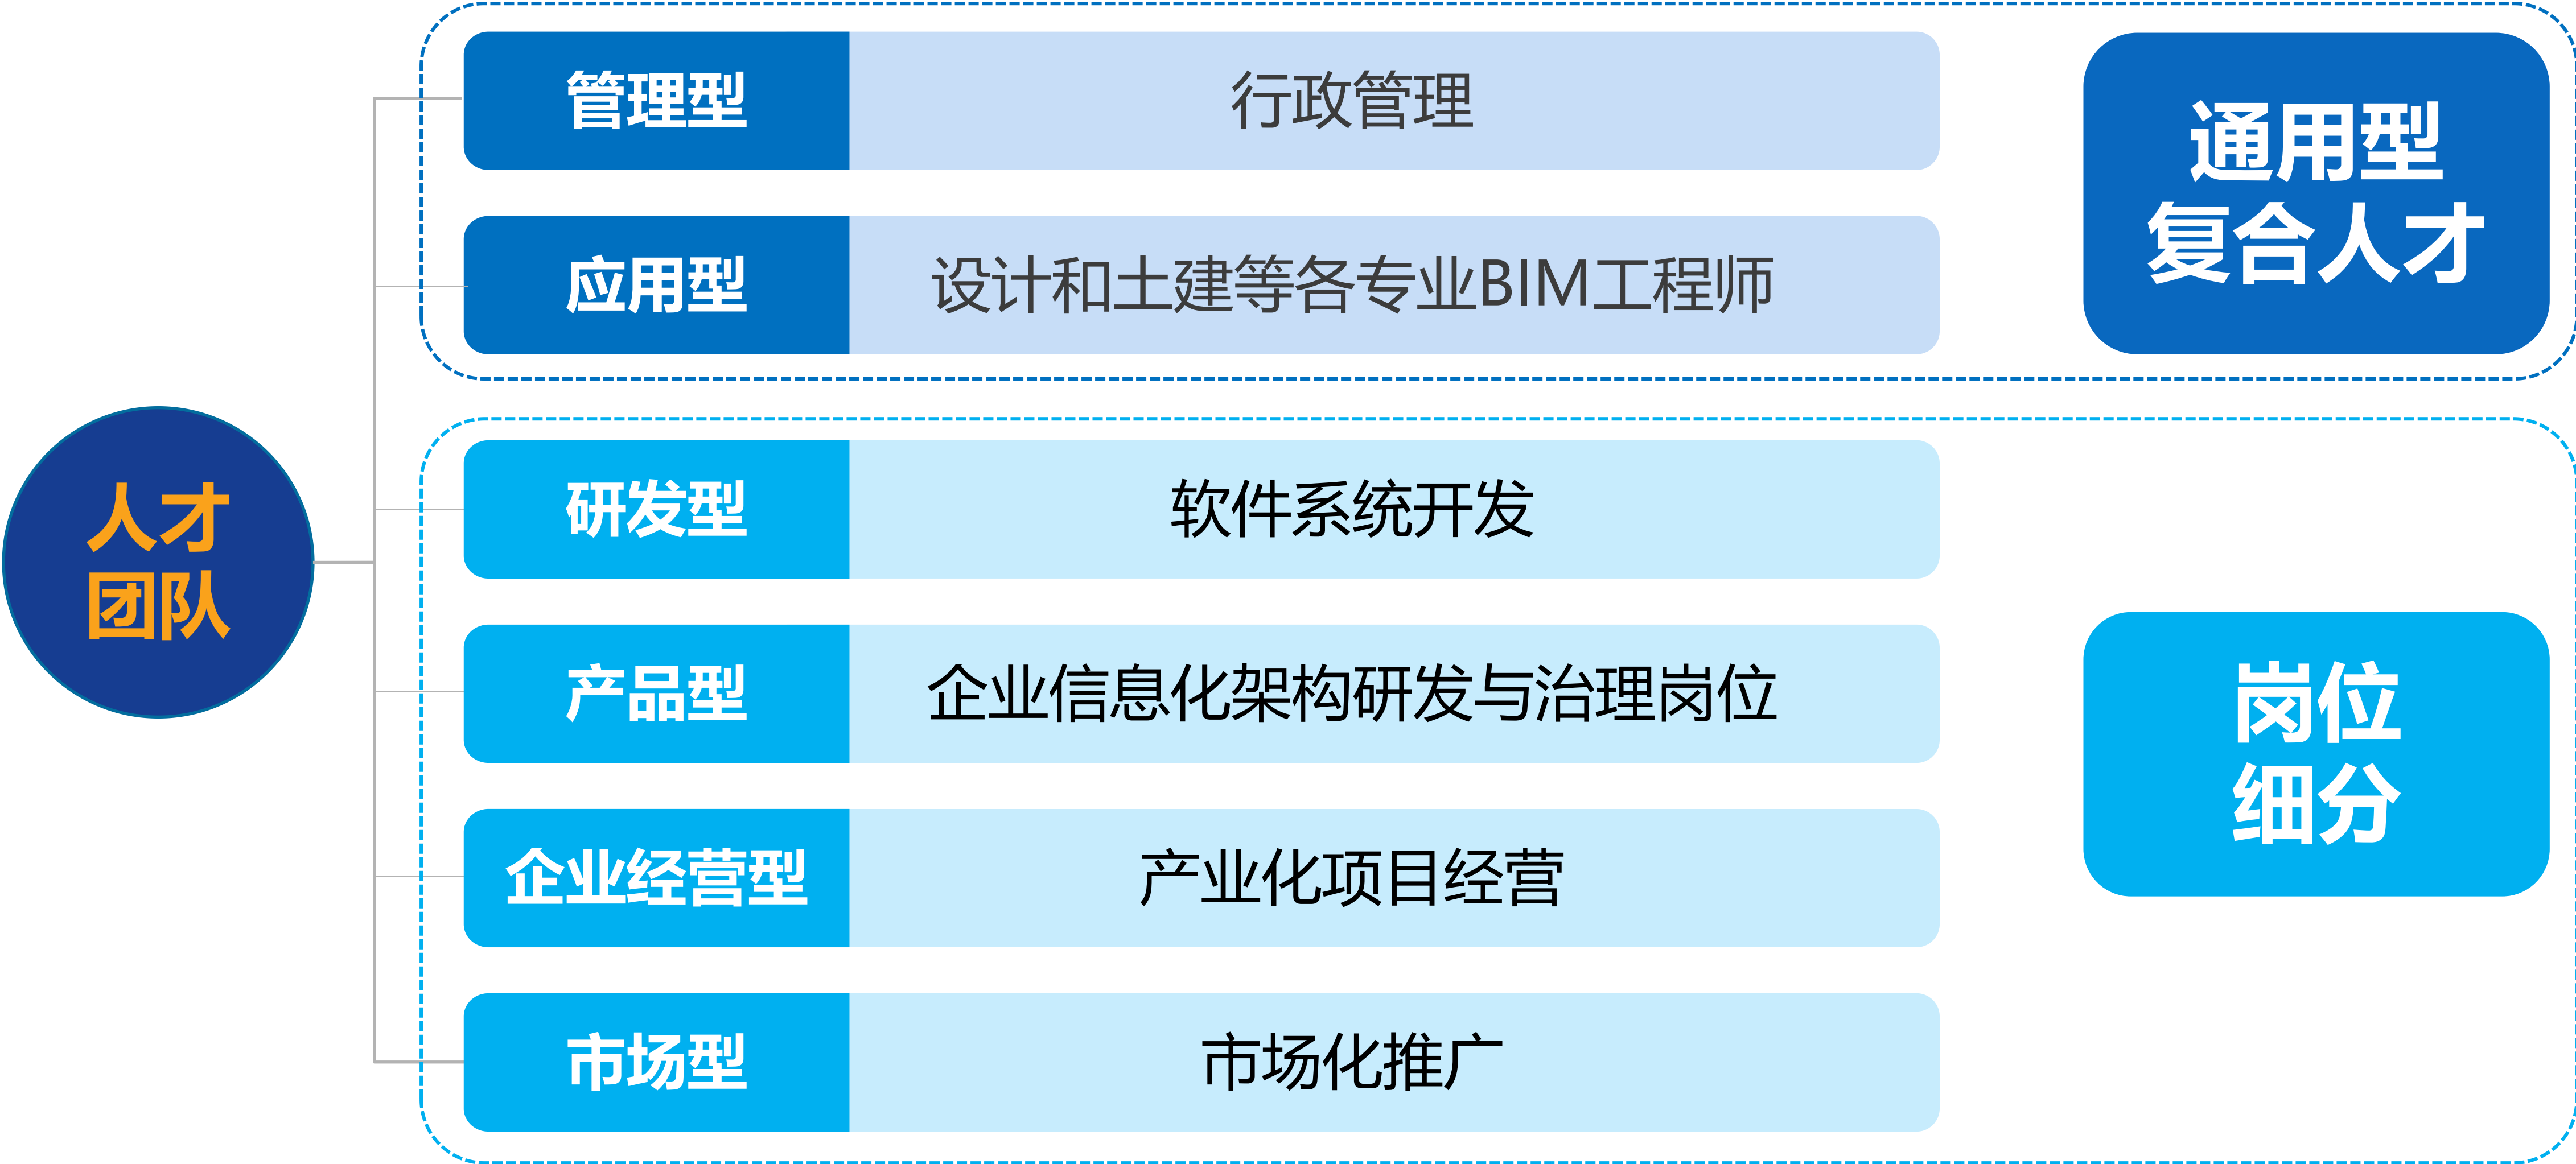 人才
团队
管理型
行政管理
应用型
设计和土建等各专业BIM工程师
通用型
复合人才
研发型
软件系统开发
产品型
企业信息化架构研发与治理岗位
企业经营型
产业化项目经营
市场型
市场化推广
岗位
细分